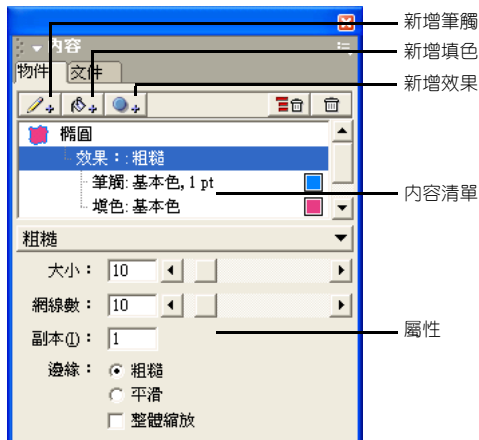 新增筆觸
內容
新增填色
物件 文件
新增效果
橢圓
效果：:粗糙
筆觸: 基本色, 1 pt
內容清單
填色: 基本色
粗糙
大小： 10
網線數： 10
副本(I)： 1
屬性
邊緣： 粗糙
平滑
整體縮放